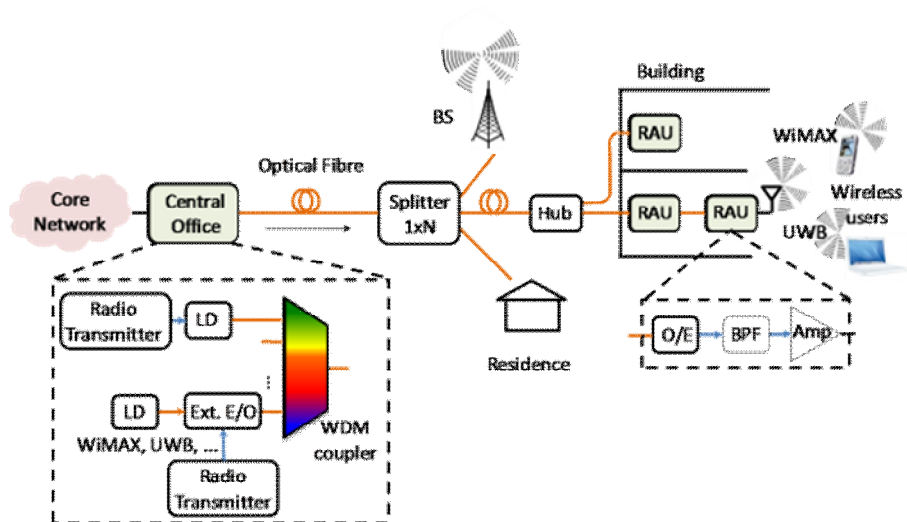 Building
BS
RAU
WiMAX
Optical Fibre
Core
Network
Central
Office
Splitter
1xN
Hub
RAU
RAU
Wireless
users
UWB
Radio
Transmitter
LD
O/E
BPF
Amp
Residence
LD
Ext. E/O
...
WDM
coupler
WiMAX, UWB, ...
Radio
Transmitter